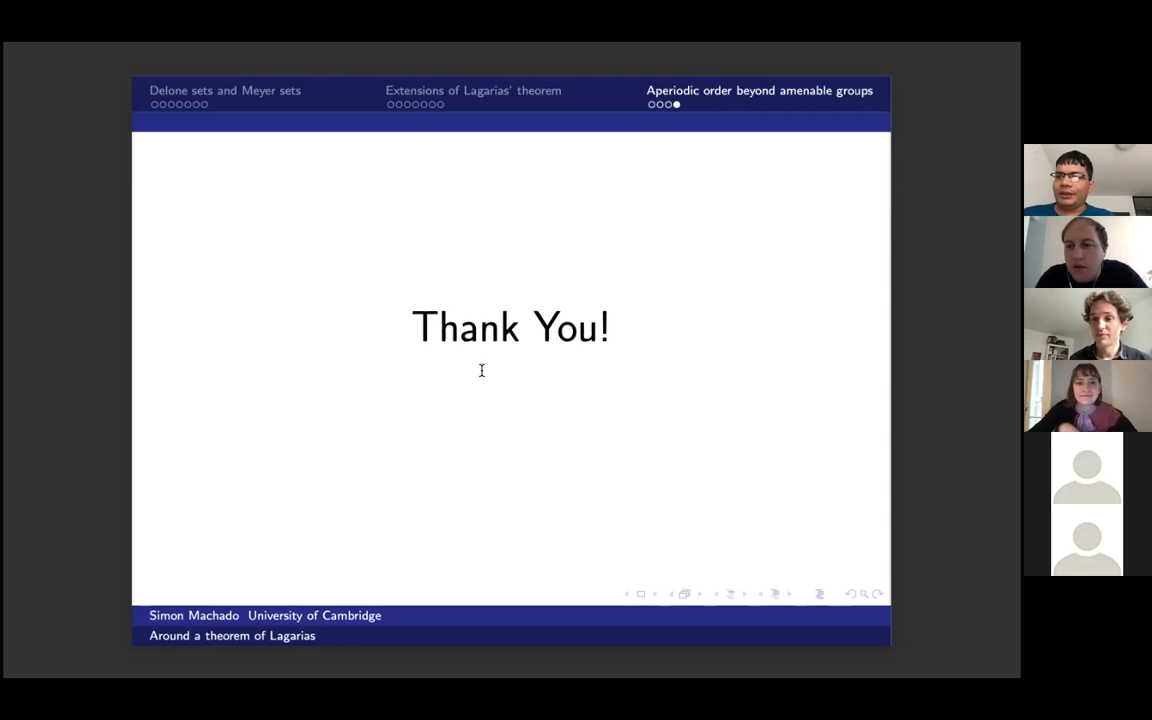 Delone sets and Meyer sets
Extensions of Lagarias' theorem
Aperiodic order beyond amenable groups
Thank You!
Simon Machado University of Cambridge
Around a theorem of Lagarias